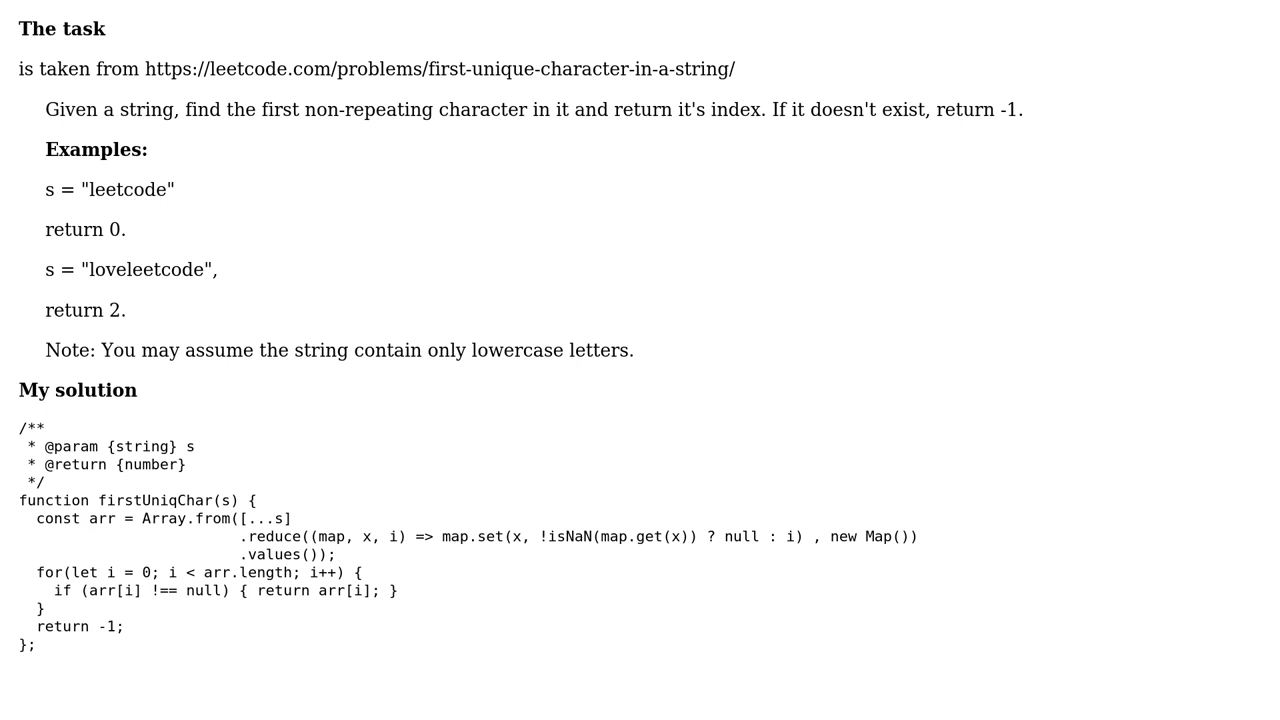 The task
is taken from https://leetcode.com/problems/first-unique-character-in-a-string/
Given a string, find the first non-repeating character in it and return it's index. If it doesn't exist, return -1.
Examples:
s = "leetcode"
return 0.
s = "loveleetcode",
return 2.
Note: You may assume the string contain only lowercase letters.
My solution
/**
 * @param {string} s
 * @return {number}
 */
function firstUniqChar(s) {
  const arr = Array.from([...s]
                         .reduce((map, x, i) => map.set(x, !isNaN(map.get(x)) ? null : i) , new Map())
                         .values());
  for(let i = 0; i < arr.length; i++) {
    if (arr[i] !== null) { return arr[i]; }
  }
  return -1;
};